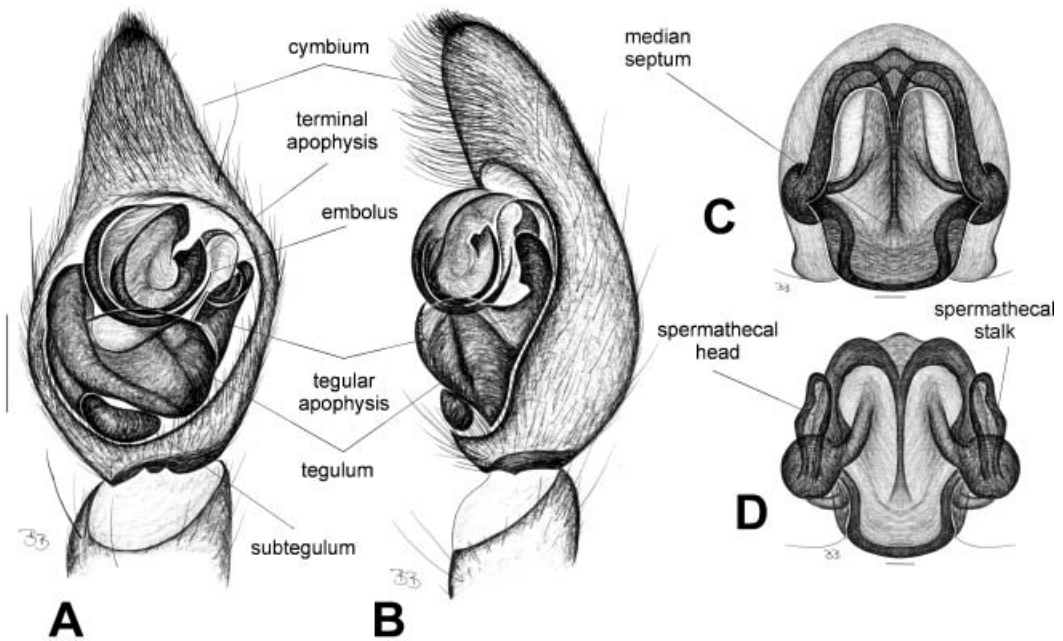 cymbium
terminal
apophysis
embolus
tegular
apophysis
tegulum
subtegulum
A
B
median
septum
C
spermathecal
head
spermathecal
stalk
D